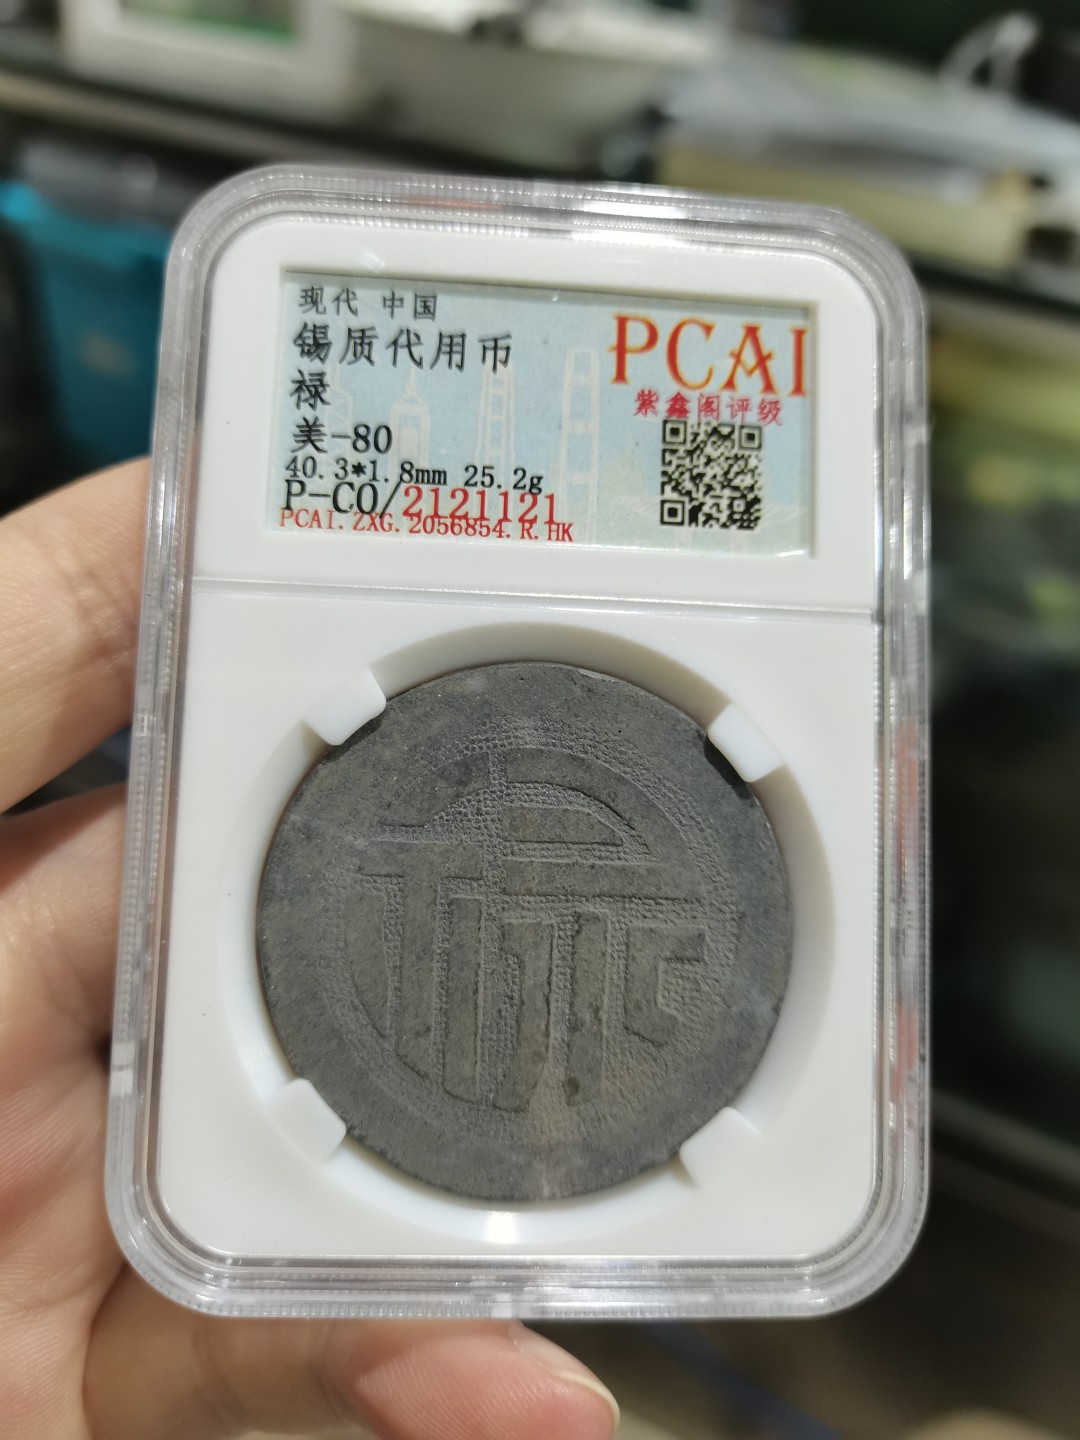 现代 中国
锡质代用币
禄
美-80
40.3*1.8mm 25.2g
P-CO/2121121
PCAI.ZXG.2056854.R.HK
PCAI
紫鑫阁评级
禄